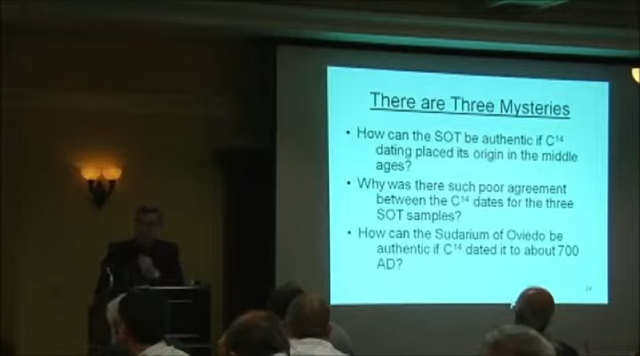 There are Three Mysteries
• How can the SOT be authentic if C¹⁴
dating placed its origin in the middle
ages?
• Why was there such poor agreement
between the C¹⁴ dates for the three
SOT samples?
• How can the Sudarium of Oviedo be
authentic if C¹⁴ dated it to about 700
AD?